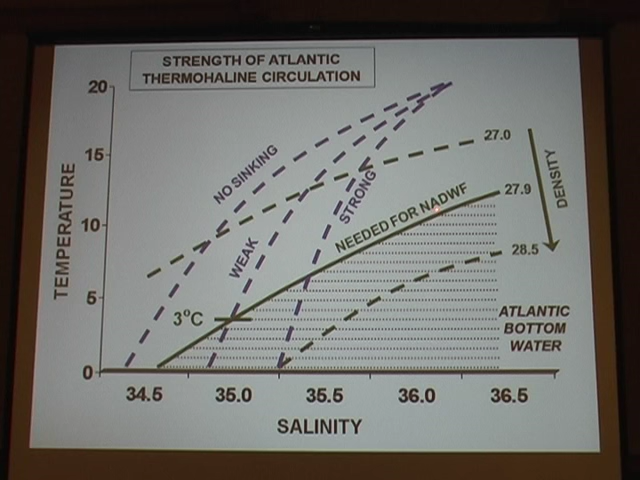 STRENGTH OF ATLANTIC
THERMOHALINE CIRCULATION
20
15
10
5
0
TEMPERATURE
NO SINKING
WEAK
STRONG
NEEDED FOR NADWF
27.0
27.9
28.5
DENSITY
3°C
ATLANTIC
BOTTOM
WATER
34.5 35.0 35.5 36.0 36.5
SALINITY